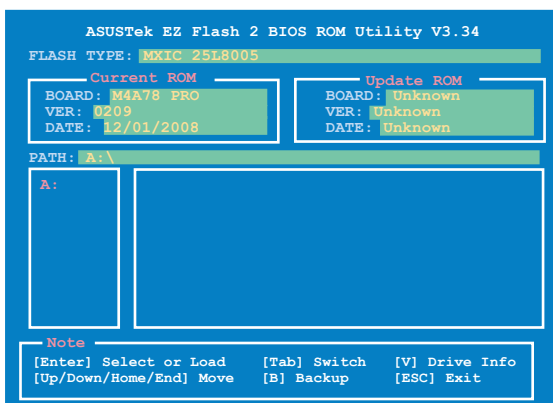 ASUSTek EZ Flash 2 BIOS ROM Utility V3.34
FLASH TYPE: MXIC 25L8005
Current ROM
BOARD: M4A78 PRO
VER: 0209
DATE: 12/01/2008
Update ROM
BOARD: Unknown
VER: Unknown
DATE: Unknown
PATH: A:\
A:
Note
[Enter] Select or Load [Tab] Switch [V] Drive Info
[Up/Down/Home/End] Move [B] Backup [ESC] Exit